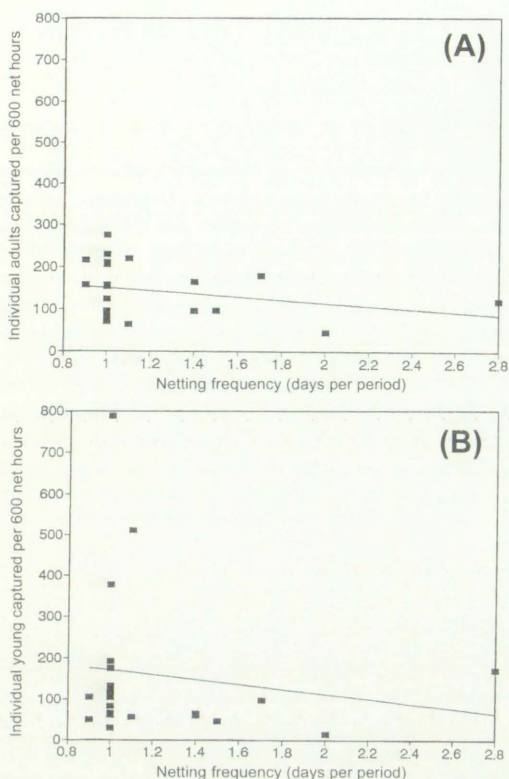 (A)
Individual adults captured per 600 net hours
800
700
600
500
400
300
200
100
0
0.8 1 1.2 1.4 1.6 1.8 2 2.2 2.4 2.6 2.8
Netting frequency (days per period)
(B)
Individual young captured per 600 net hours
800
700
600
500
400
300
200
100
0
0.8 1 1.2 1.4 1.6 1.8 2 2.2 2.4 2.6 2.8
Netting frequency (days per period)